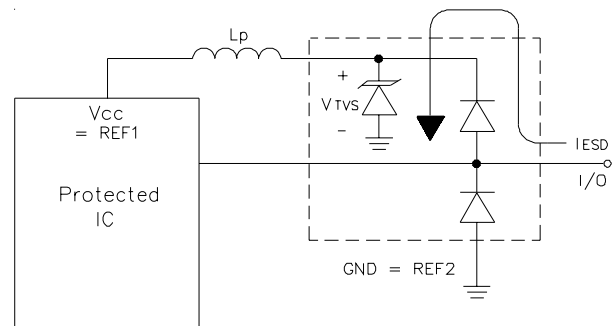 Lp
+
VTVS
-
Vcc
= REF1
IESD
I/O
Protected
IC
GND = REF2